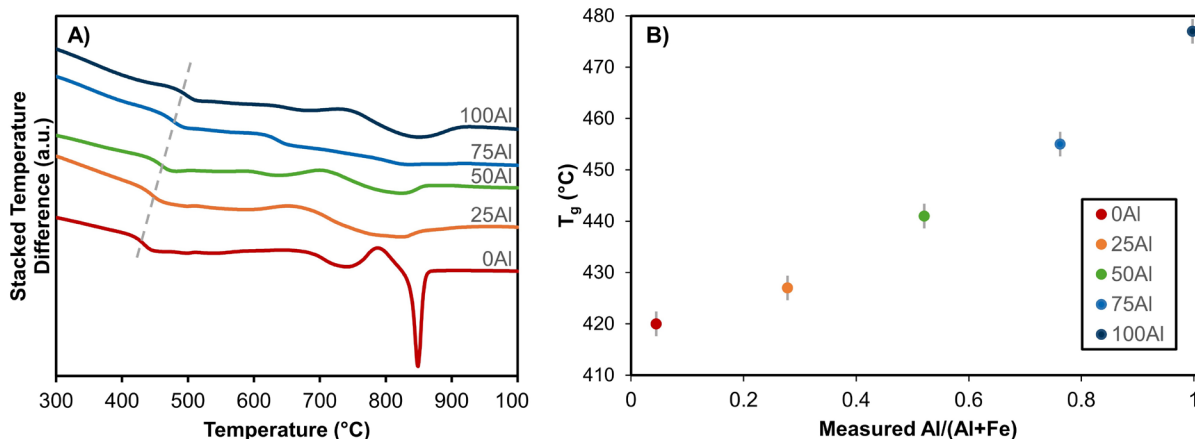 A)
100Al
75Al
50Al
25Al
0Al
Stacked Temperature
Difference (a.u.)
300 400 500 600 700 800 900 100
Temperature (°C)
B)
480
470
460
450
440
430
420
410
Tg (°C)
0Al
25Al
50Al
75Al
100Al
0 0.2 0.4 0.6 0.8 1
Measured Al/(Al+Fe)